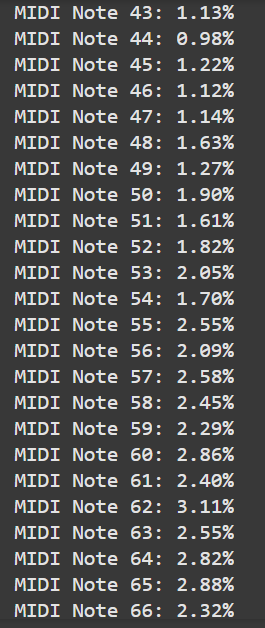 MIDI Note 43: 1.13%
MIDI Note 44: 0.98%
MIDI Note 45: 1.22%
MIDI Note 46: 1.12%
MIDI Note 47: 1.14%
MIDI Note 48: 1.63%
MIDI Note 49: 1.27%
MIDI Note 50: 1.90%
MIDI Note 51: 1.61%
MIDI Note 52: 1.82%
MIDI Note 53: 2.05%
MIDI Note 54: 1.70%
MIDI Note 55: 2.55%
MIDI Note 56: 2.09%
MIDI Note 57: 2.58%
MIDI Note 58: 2.45%
MIDI Note 59: 2.29%
MIDI Note 60: 2.86%
MIDI Note 61: 2.40%
MIDI Note 62: 3.11%
MIDI Note 63: 2.55%
MIDI Note 64: 2.82%
MIDI Note 65: 2.88%
MIDI Note 66: 2.32%